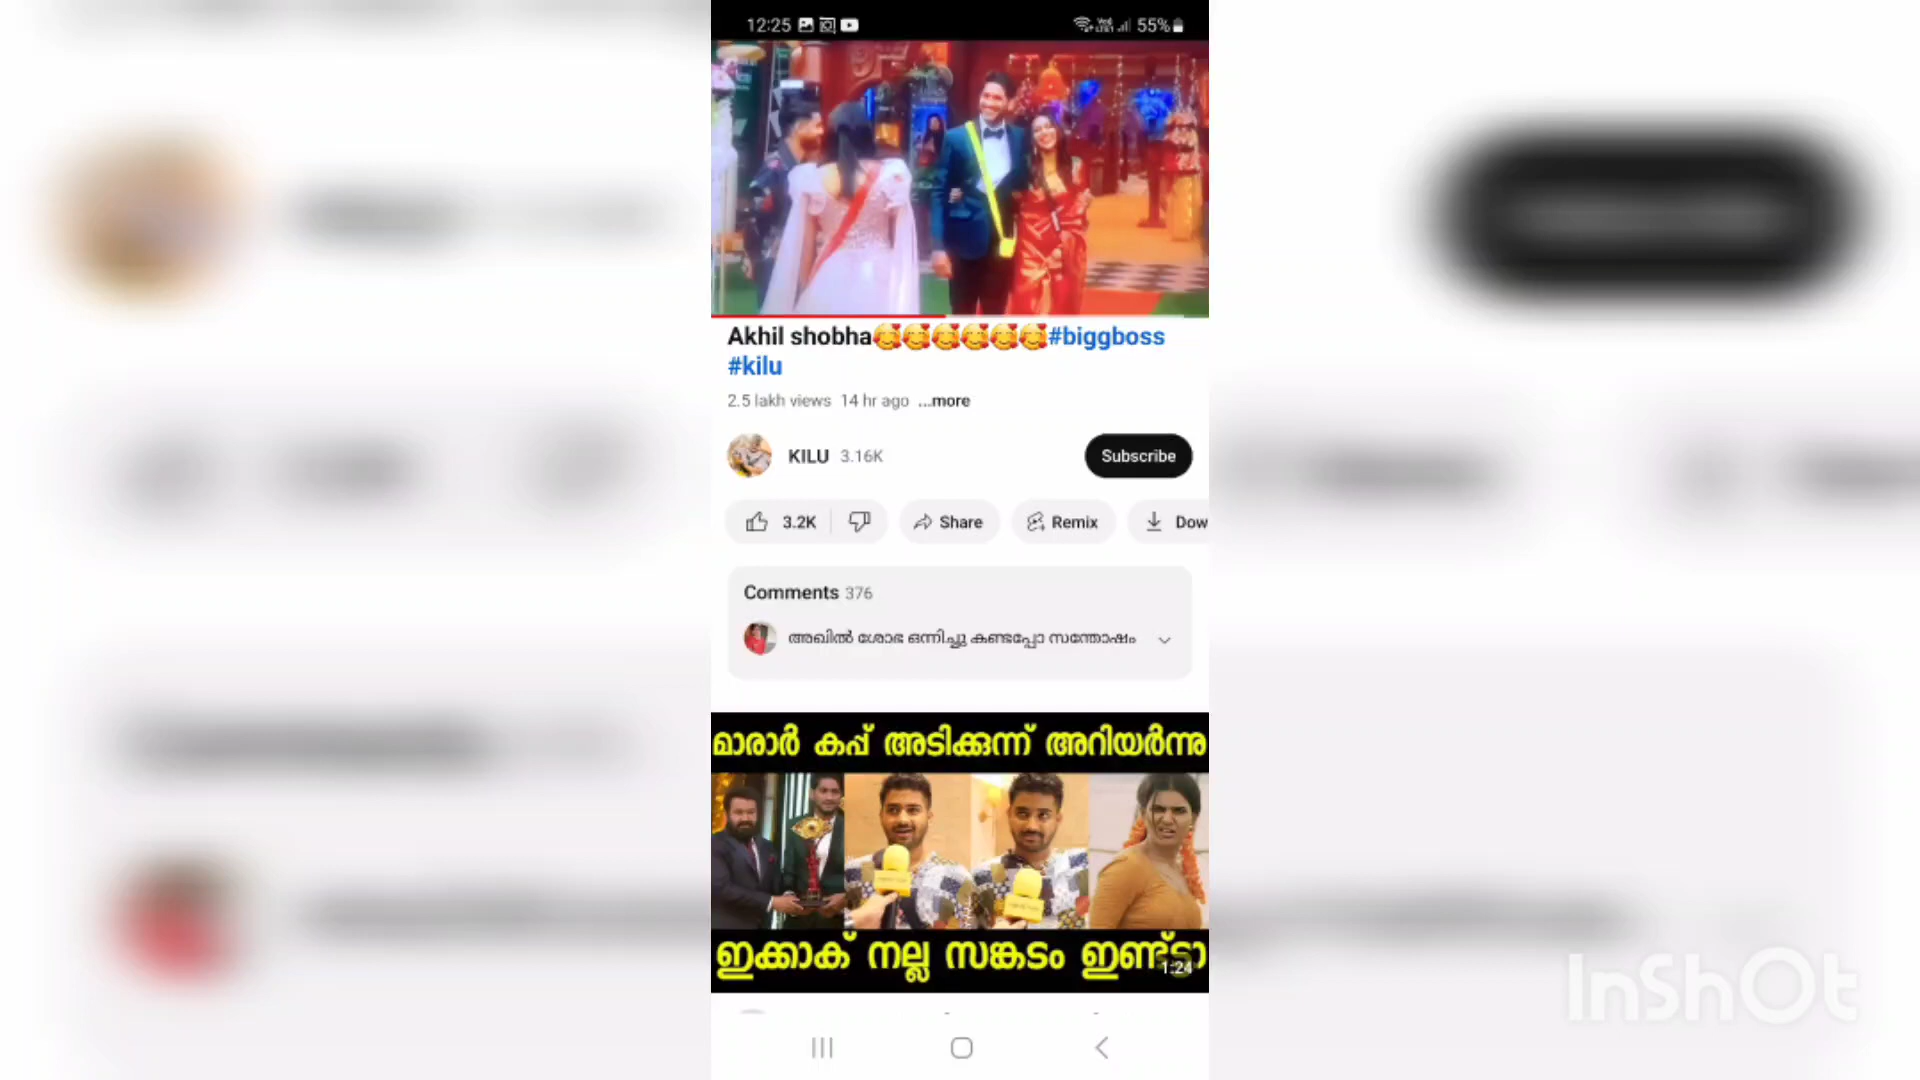 12:25
55%
Akhil shobha🥰🥰🥰🥰🥰🥰#biggboss
#kilu
2.5 lakh views 14 hr ago ...more
KILU 3.16K
Subscribe
3.2K
Share
Remix
Dow
Comments 376
അഖിൽ ശോഭ ഒന്നിച്ചു കണ്ടപ്പോ സന്തോഷം
മാരാർ കപ്പ് അടിക്കുന്ന് അറിയർന്നു
ഇക്കാക് നല്ല സങ്കടം ഇണ്ട്ടാ
1:24
InShOt